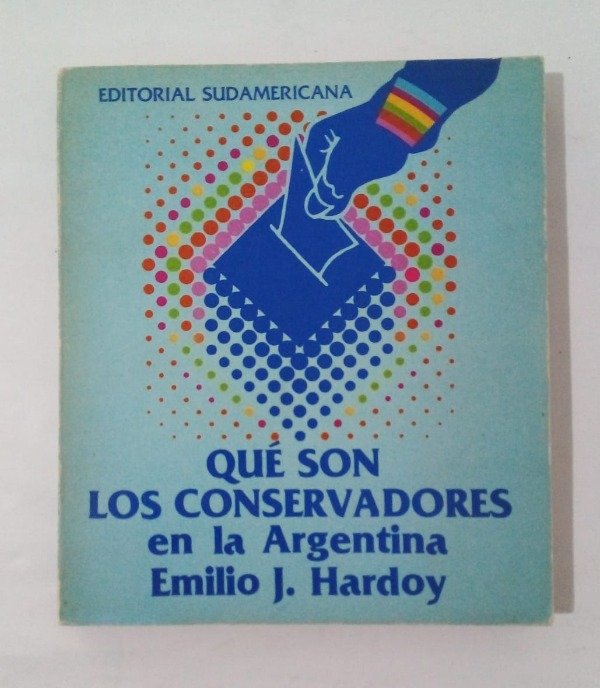 EDITORIAL SUDAMERICANA
QUÉ SON
LOS CONSERVADORES
en la Argentina
Emilio J. Hardoy